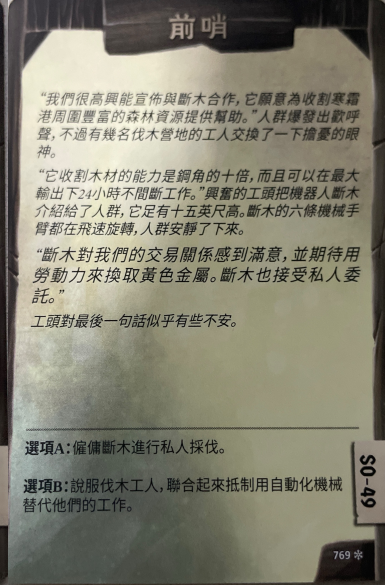 前哨
“我們很高興能宣佈與斷木合作，它願意為收割寒霜
港周圍豐富的森林資源提供幫助。”人群爆發出歡呼
聲，不過有幾名伐木營地的工人交換了一下擔憂的眼
神。
“它收割木材的能力是鋼角的十倍，而且可以在最大
輸出下24小時不間斷工作。”興奮的工頭把機器人斷木
介紹給了人群，它足有十五英尺高。斷木的六條機械手
臂都在飛速旋轉，人群安靜了下來。
“斷木對我們的交易關係感到滿意，並期待用
勞動力來換取黃色金屬。斷木也接受私人委
託。”
工頭對最後一句話似乎有些不安。
選項A：僱傭斷木進行私人採伐。
選項B：說服伐木工人，聯合起來抵制用自動化機械
替代他們的工作。
SO-49
769